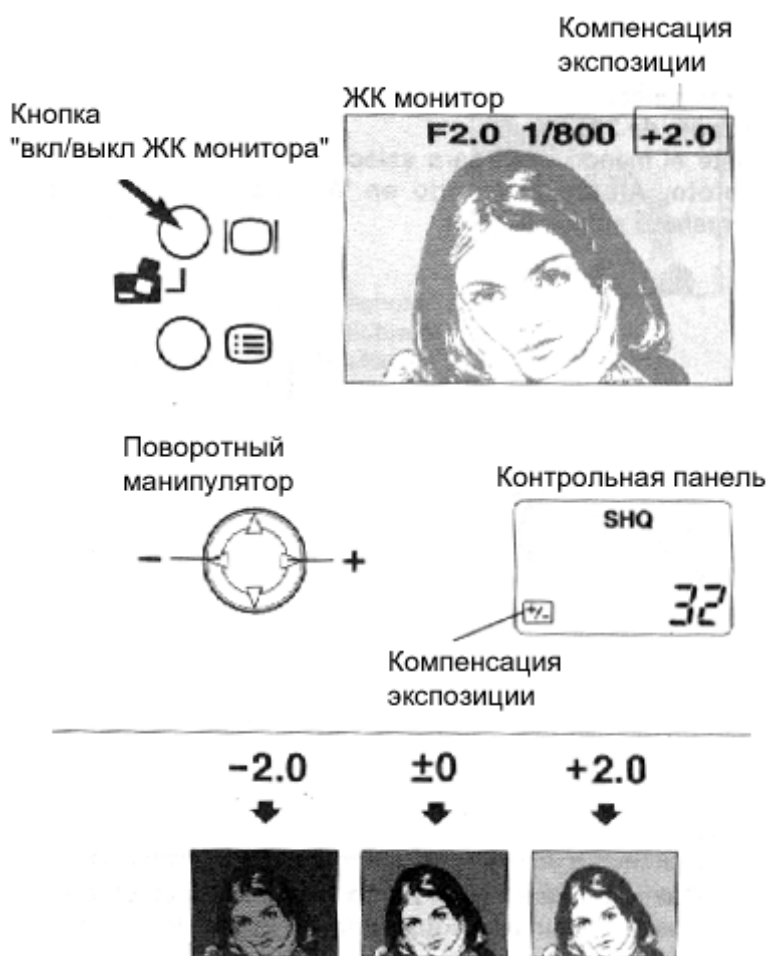 Компенсация
экспозиции
Кнопка
"вкл/выкл ЖК монитора"
ЖК монитор
F2.0 1/800 +2.0
Поворотный
манипулятор
- +
Контрольная панель
SHQ
+/-
32
Компенсация
экспозиции
-2.0 ±0 +2.0